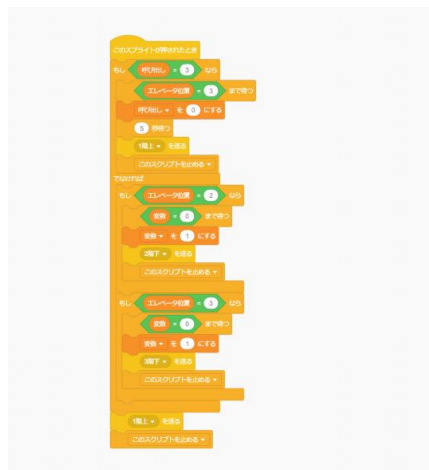 このスプライトが押されたとき
もし 呼び出し = 3 なら
エレベータ位置 = 3 まで待つ
呼び出し を 0 にする
5 秒待つ
1階上 を送る
このスクリプトを止める
でなければ
もし エレベータ位置 = 2 なら
変数 = 0 まで待つ
変数 を 1 にする
2階下 を送る
このスクリプトを止める
もし エレベータ位置 = 3 なら
変数 = 0 まで待つ
変数 を 1 にする
3階下 を送る
このスクリプトを止める
1階上 を送る
このスクリプトを止める